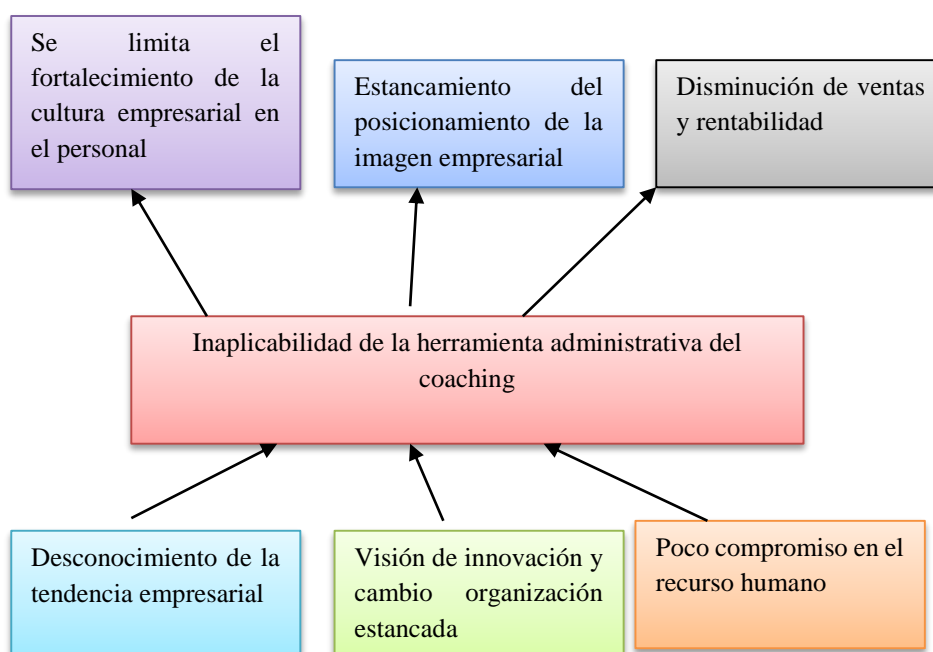 Se limita el
fortalecimiento de la
cultura empresarial en
el personal
Estancamiento del
posicionamiento de la
imagen empresarial
Disminución de ventas
y rentabilidad
Inaplicabilidad de la herramienta administrativa del
coaching
Desconocimiento de la
tendencia empresarial
Visión de innovación y
cambio organización
estancada
Poco compromiso en el
recurso humano